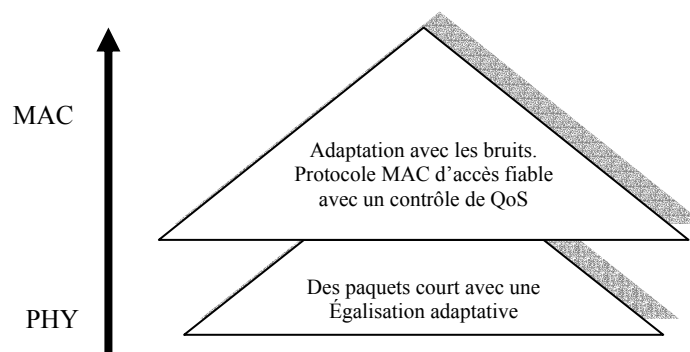 MAC
Adaptation avec les bruits.
Protocole MAC d'accès fiable
avec un contrôle de QoS
Des paquets court avec une
Égalisation adaptative
PHY